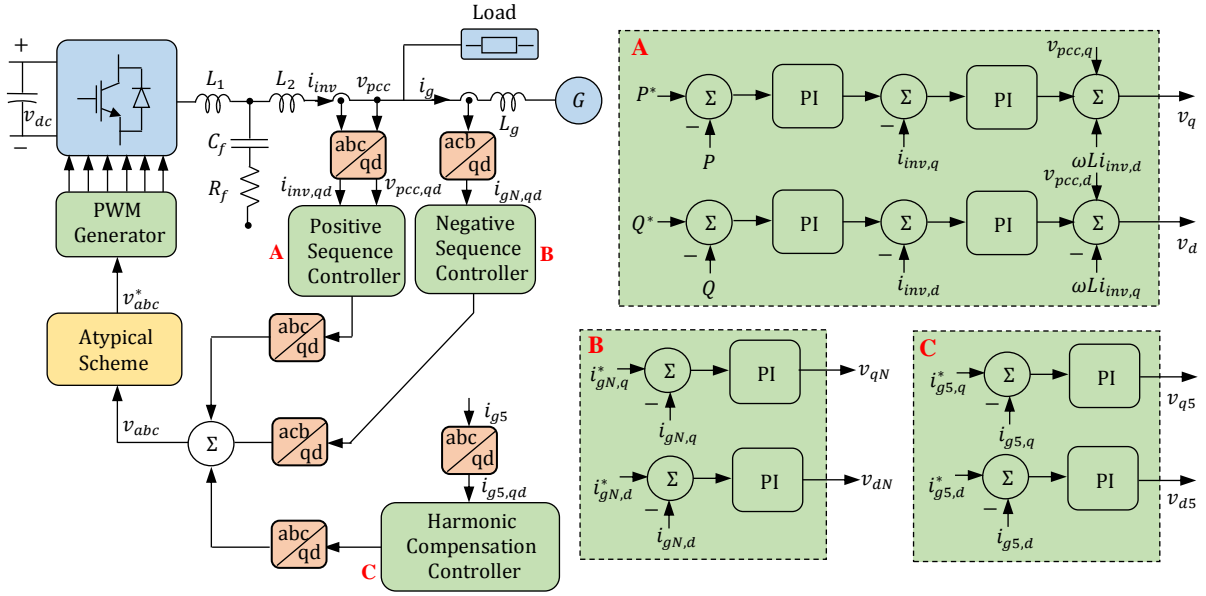 Load
+
v_dc
−
L_1
L_2
i_inv
v_pcc
i_g
L_g
G
C_f
R_f
abc
qd
acb
qd
i_inv,qd
v_pcc,qd
i_gN,qd
PWM
Generator
Positive
Sequence
Controller
A
Negative
Sequence
Controller
B
v*_abc
Atypical
Scheme
v_abc
abc
qd
Σ
acb
qd
abc
qd
i_g5
abc
qd
i_g5,qd
Harmonic
Compensation
Controller
C
A
v_pcc,q
P*
Σ
PI
Σ
PI
Σ
v_q
−
P
−
i_inv,q
ωLi_inv,d
v_pcc,d
Q*
Σ
PI
Σ
PI
Σ
v_d
−
Q
−
i_inv,d
−
ωLi_inv,q
B
i*_gN,q
Σ
PI
v_qN
−
i_gN,q
i*_gN,d
Σ
PI
v_dN
−
i_gN,d
C
i*_g5,q
Σ
PI
v_q5
−
i_g5,q
i*_g5,d
Σ
PI
v_d5
−
i_g5,d